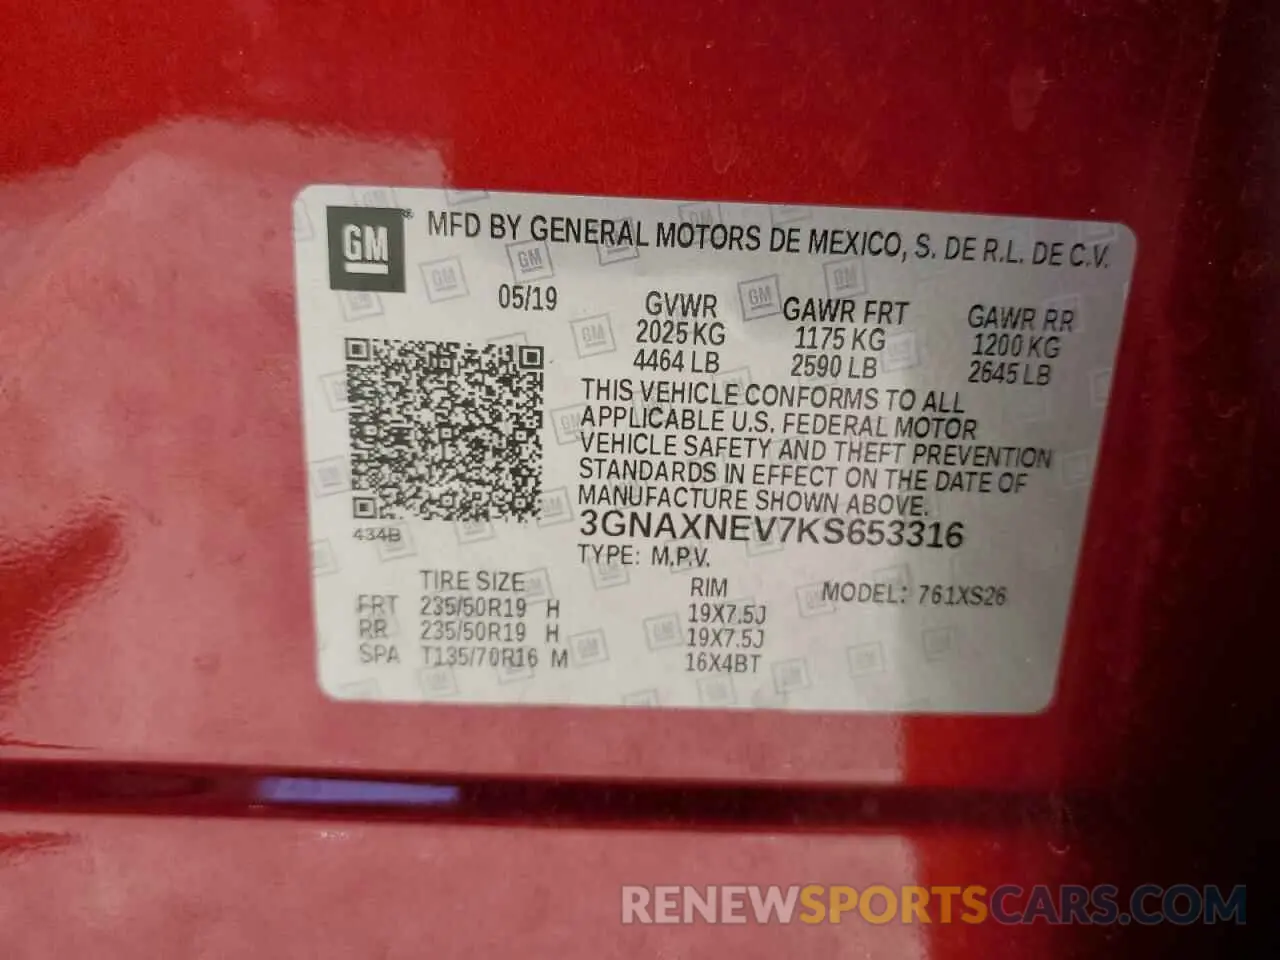 GM® MFD BY GENERAL MOTORS DE MEXICO, S. DE R.L. DE C.V.
05/19 GVWR GAWR FRT GAWR RR
2025 KG 1175 KG 1200 KG
4464 LB 2590 LB 2645 LB
THIS VEHICLE CONFORMS TO ALL
APPLICABLE U.S. FEDERAL MOTOR
VEHICLE SAFETY AND THEFT PREVENTION
STANDARDS IN EFFECT ON THE DATE OF
MANUFACTURE SHOWN ABOVE.
434B 3GNAXNEV7KS653316
TYPE: M.P.V.
TIRE SIZE RIM MODEL: 761XS26
FRT 235/50R19 H 19X7.5J
RR 235/50R19 H 19X7.5J
SPA T135/70R16 M 16X4BT
RENEWSPORTSCARS.COM